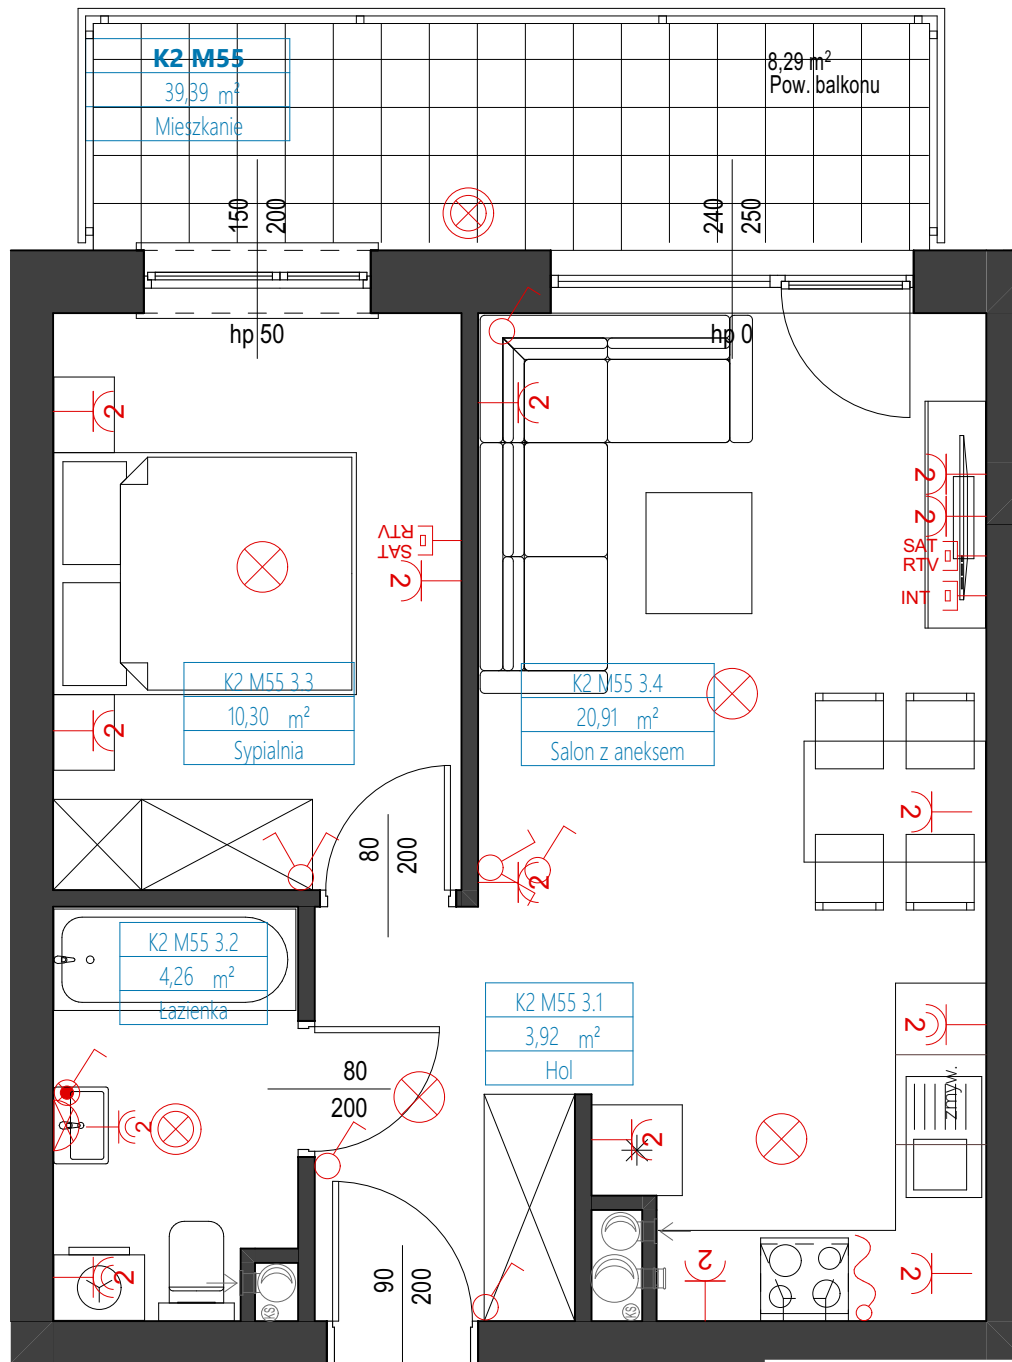 K2 M55
39,39 m²
Mieszkanie
8,29 m²
Pow. balkonu
150
200
240
250
hp 50
hp 0
2
2
2
2
SAT
RTV
2
SAT
RTV
INT
K2 M55 3.3
10,30 m²
Sypialnia
K2 M55 3.4
20,91 m²
Salon z aneksem
2
2
80
200
2
K2 M55 3.2
4,26 m²
Łazienka
K2 M55 3.1
3,92 m²
Hol
2
80
200
zmyw.
2
2
2
2
2
90
200
KS
KS